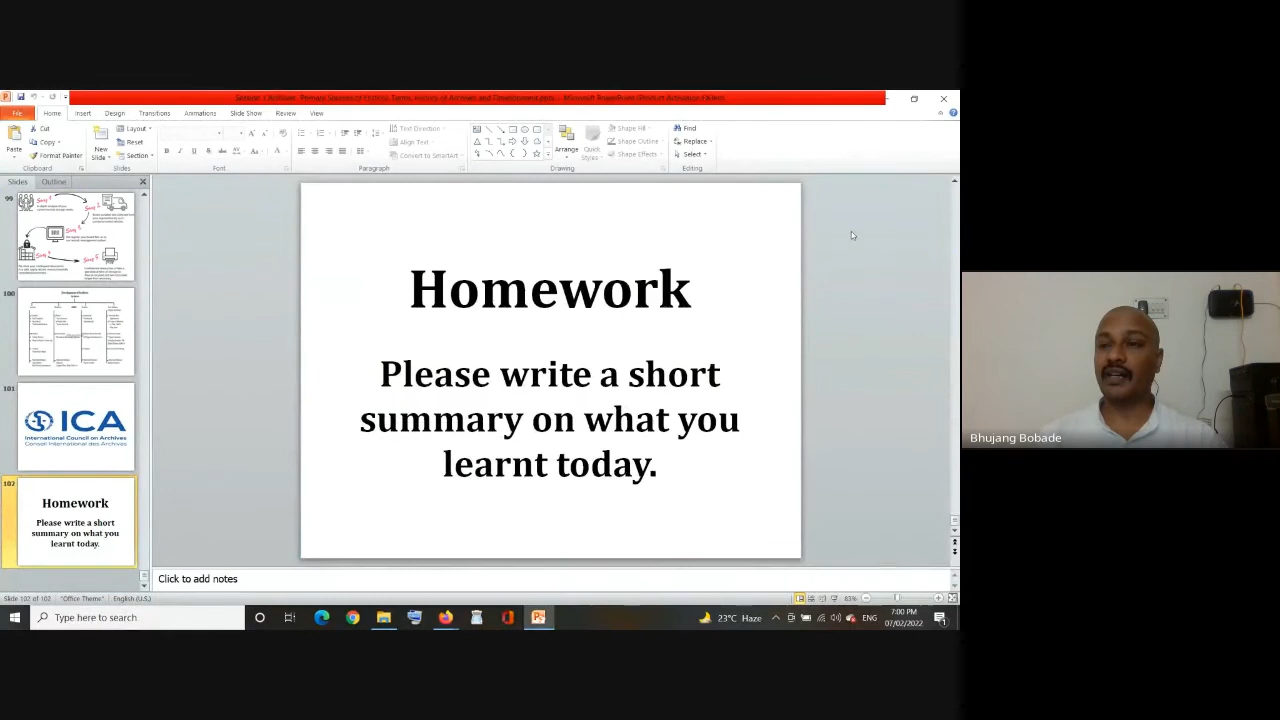 File Home Insert Design Transitions Animations Slide Show Review View
Cut
Copy
Format Painter
Paste
Clipboard
New
Slide
Layout
Reset
Section
Slides
Font
Text Direction
Align Text
Convert to SmartArt
Paragraph
Arrange
Quick
Styles
Shape Fill
Shape Outline
Shape Effects
Drawing
Find
Replace
Select
Editing
Slides Outline
99
100
101
ICA
International Council on Archives
Conseil International des Archives
102
Homework
Please write a short
summary on what you
learnt today.
Homework
Please write a short
summary on what you
learnt today.
Click to add notes
Slide 102 of 102 "Office Theme" English (U.S.) 83%
Type here to search
23°C Haze ENG
7:00 PM
07/02/2022
Bhujang Bobade